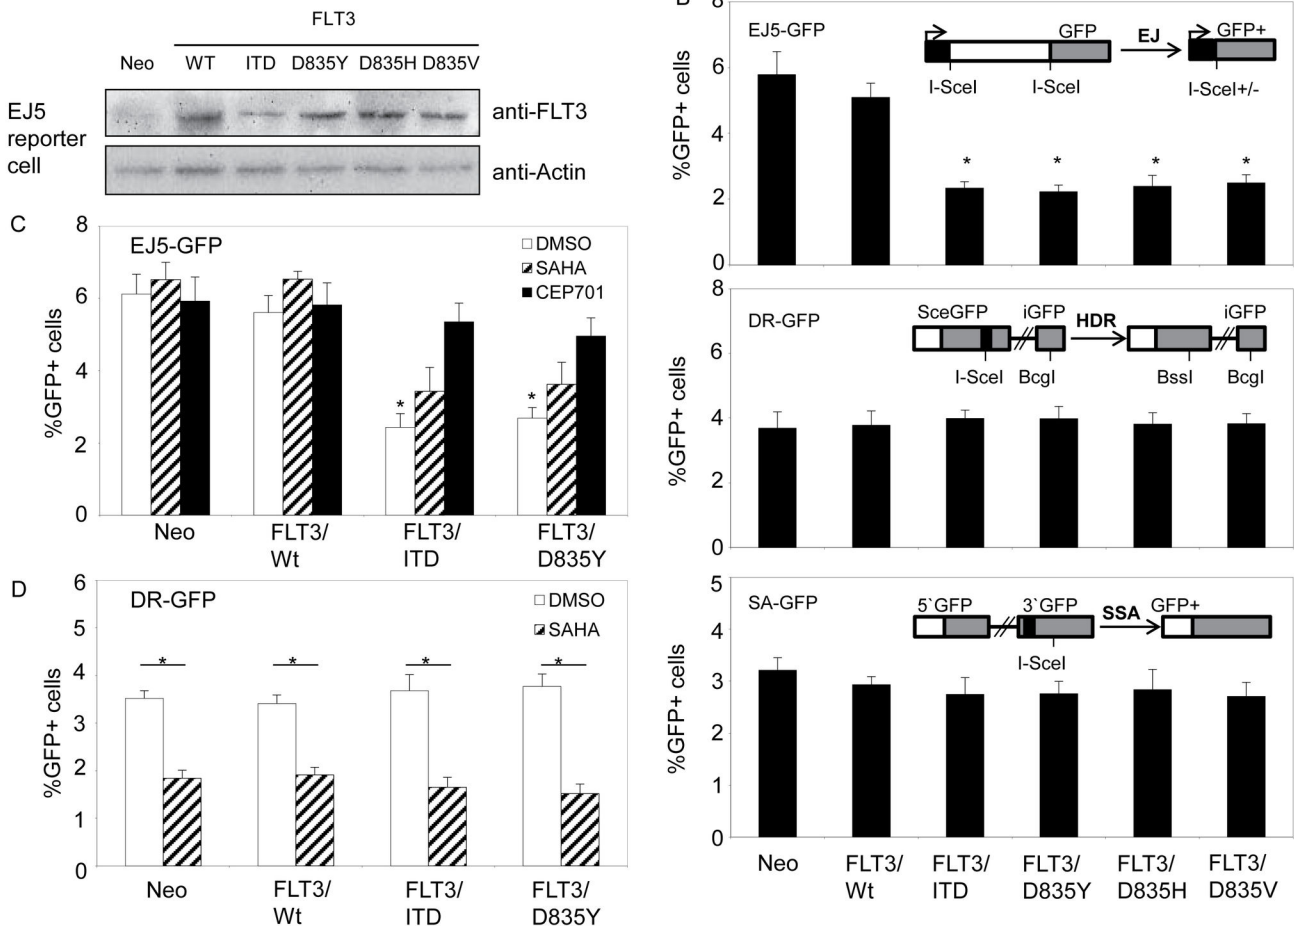 FLT3
Neo WT ITD D835Y D835H D835V
EJ5
reporter
cell
anti-FLT3
anti-Actin
C
8
6
4
2
0
%GFP+ cells
EJ5-GFP
DMSO
SAHA
CEP701
* *
Neo FLT3/ FLT3/ FLT3/
Wt ITD D835Y
D
6
5
4
3
2
1
0
%GFP+ cells
DR-GFP
DMSO
SAHA
* * * *
Neo FLT3/ FLT3/ FLT3/
Wt ITD D835Y
8
6
4
2
0
%GFP+ cells
EJ5-GFP
GFP EJ GFP+
I-SceI I-SceI I-SceI+/-
* * * *
8
6
4
2
0
%GFP+ cells
DR-GFP
SceGFP iGFP HDR iGFP
I-SceI BcgI BssI BcgI
5
4
3
2
1
0
%GFP+ cells
SA-GFP
5`GFP 3`GFP SSA GFP+
I-SceI
Neo FLT3/ FLT3/ FLT3/ FLT3/ FLT3/
Wt ITD D835Y D835H D835V